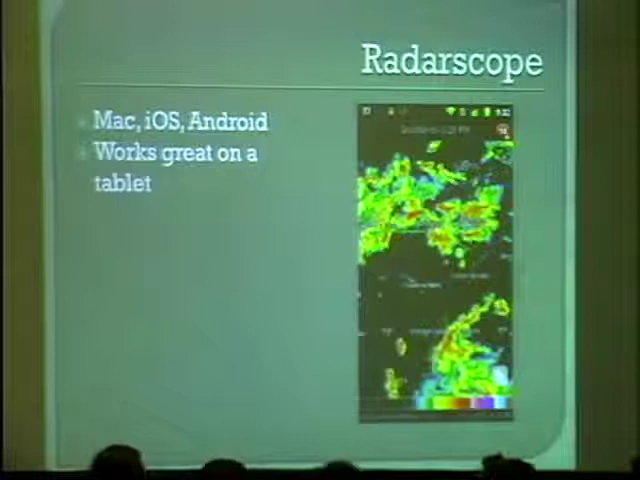 Radarscope
Mac, iOS, Android
Works great on a
tablet